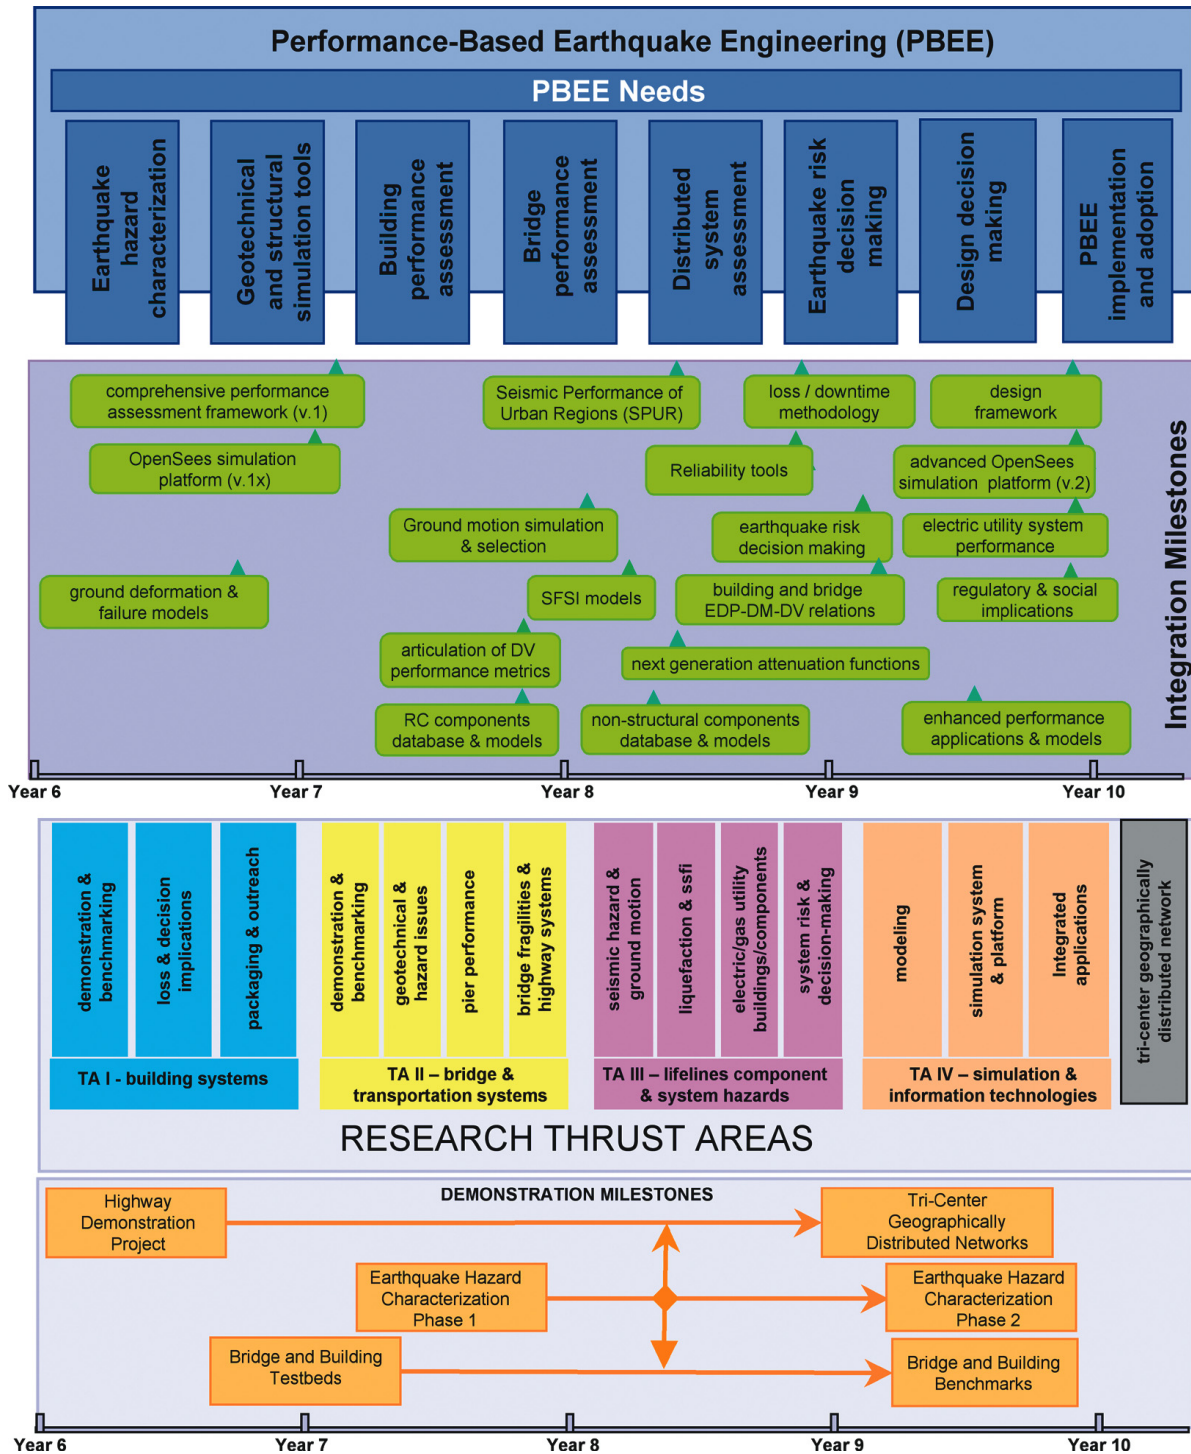 Performance-Based Earthquake Engineering (PBEE)
PBEE Needs
Earthquake
hazard
characterization
Geotechnical
and structural
simulation tools
Building
performance
assessment
Bridge
performance
assessment
Distributed
system
assessment
Earthquake risk
decision
making
Design decision
making
PBEE
implementation
and adoption
Integration Milestones
comprehensive performance
assessment framework (v.1)
Seismic Performance of
Urban Regions (SPUR)
loss / downtime
methodology
design
framework
OpenSees simulation
platform (v.1x)
Reliability tools
advanced OpenSees
simulation platform (v.2)
Ground motion simulation
& selection
earthquake risk
decision making
electric utility system
performance
ground deformation &
failure models
SFSI models
building and bridge
EDP-DM-DV relations
regulatory & social
implications
articulation of DV
performance metrics
next generation attenuation functions
RC components
database & models
non-structural components
database & models
enhanced performance
applications & models
Year 6
Year 7
Year 8
Year 9
Year 10
demonstration &
benchmarking
loss & decision
implications
packaging & outreach
TA I - building systems
demonstration &
benchmarking
geotechnical &
hazard issues
pier performance
bridge fragilities &
highway systems
TA II – bridge &
transportation systems
seismic hazard &
ground motion
liquefaction & ssfi
electric/gas utility
buildings/components
system risk &
decision-making
TA III – lifelines component
& system hazards
modeling
simulation system
& platform
Integrated
applications
TA IV – simulation &
information technologies
tri-center geographically
distributed network
RESEARCH THRUST AREAS
DEMONSTRATION MILESTONES
Highway
Demonstration
Project
Tri-Center
Geographically
Distributed Networks
Earthquake Hazard
Characterization
Phase 1
Earthquake Hazard
Characterization
Phase 2
Bridge and Building
Testbeds
Bridge and Building
Benchmarks
Year 6
Year 7
Year 8
Year 9
Year 10